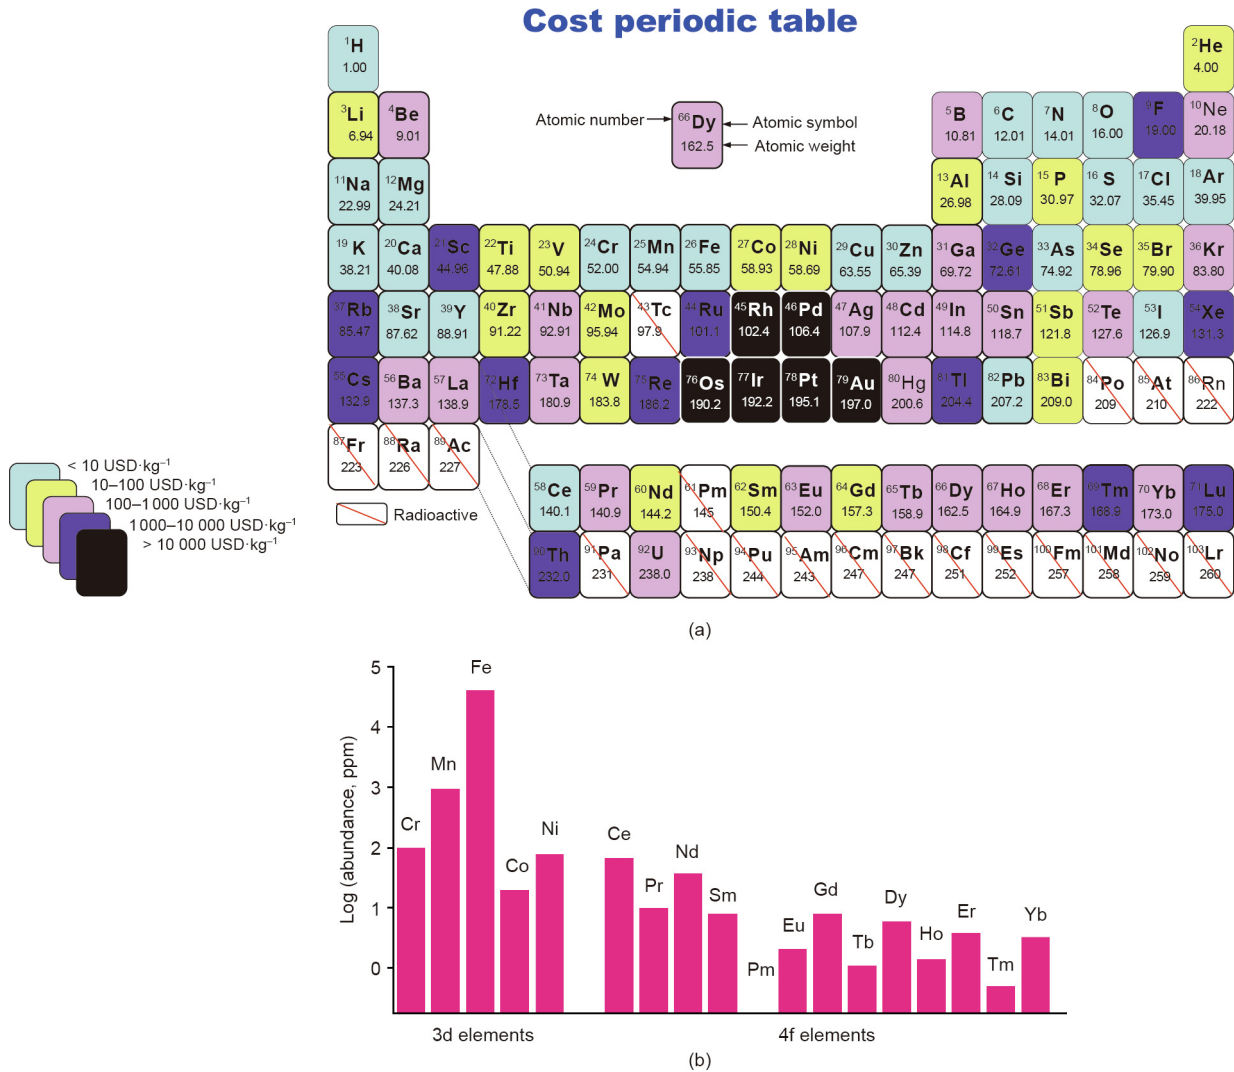 Cost periodic table
1H
1.00
2He
4.00
3Li
6.94
4Be
9.01
Atomic number
66Dy
162.5
Atomic symbol
Atomic weight
5B
10.81
6C
12.01
7N
14.01
8O
16.00
9F
19.00
10Ne
20.18
11Na
22.99
12Mg
24.21
13Al
26.98
14Si
28.09
15P
30.97
16S
32.07
17Cl
35.45
18Ar
39.95
19K
38.21
20Ca
40.08
21Sc
44.96
22Ti
47.88
23V
50.94
24Cr
52.00
25Mn
54.94
26Fe
55.85
27Co
58.93
28Ni
58.69
29Cu
63.55
30Zn
65.39
31Ga
69.72
32Ge
72.61
33As
74.92
34Se
78.96
35Br
79.90
36Kr
83.80
37Rb
85.47
38Sr
87.62
39Y
88.91
40Zr
91.22
41Nb
92.91
42Mo
95.94
43Tc
97.9
44Ru
101.1
45Rh
102.4
46Pd
106.4
47Ag
107.9
48Cd
112.4
49In
114.8
50Sn
118.7
51Sb
121.8
52Te
127.6
53I
126.9
54Xe
131.3
55Cs
132.9
56Ba
137.3
57La
138.9
72Hf
178.5
73Ta
180.9
74W
183.8
75Re
186.2
76Os
190.2
77Ir
192.2
78Pt
195.1
79Au
197.0
80Hg
200.6
81Tl
204.4
82Pb
207.2
83Bi
209.0
84Po
209
85At
210
86Rn
222
87Fr
223
88Ra
226
89Ac
227
< 10 USD·kg–1
10–100 USD·kg–1
100–1 000 USD·kg–1
1 000–10 000 USD·kg–1
> 10 000 USD·kg–1
Radioactive
58Ce
140.1
59Pr
140.9
60Nd
144.2
61Pm
145
62Sm
150.4
63Eu
152.0
64Gd
157.3
65Tb
158.9
66Dy
162.5
67Ho
164.9
68Er
167.3
69Tm
168.9
70Yb
173.0
71Lu
175.0
90Th
232.0
91Pa
231
92U
238.0
93Np
238
94Pu
244
95Am
243
96Cm
247
97Bk
247
98Cf
251
99Es
252
100Fm
257
101Md
258
102No
259
103Lr
260
(a)
Log (abundance, ppm)
5
4
3
2
1
0
Cr
Mn
Fe
Co
Ni
Ce
Pr
Nd
Sm
Pm
Eu
Gd
Tb
Dy
Ho
Er
Tm
Yb
3d elements
4f elements
(b)